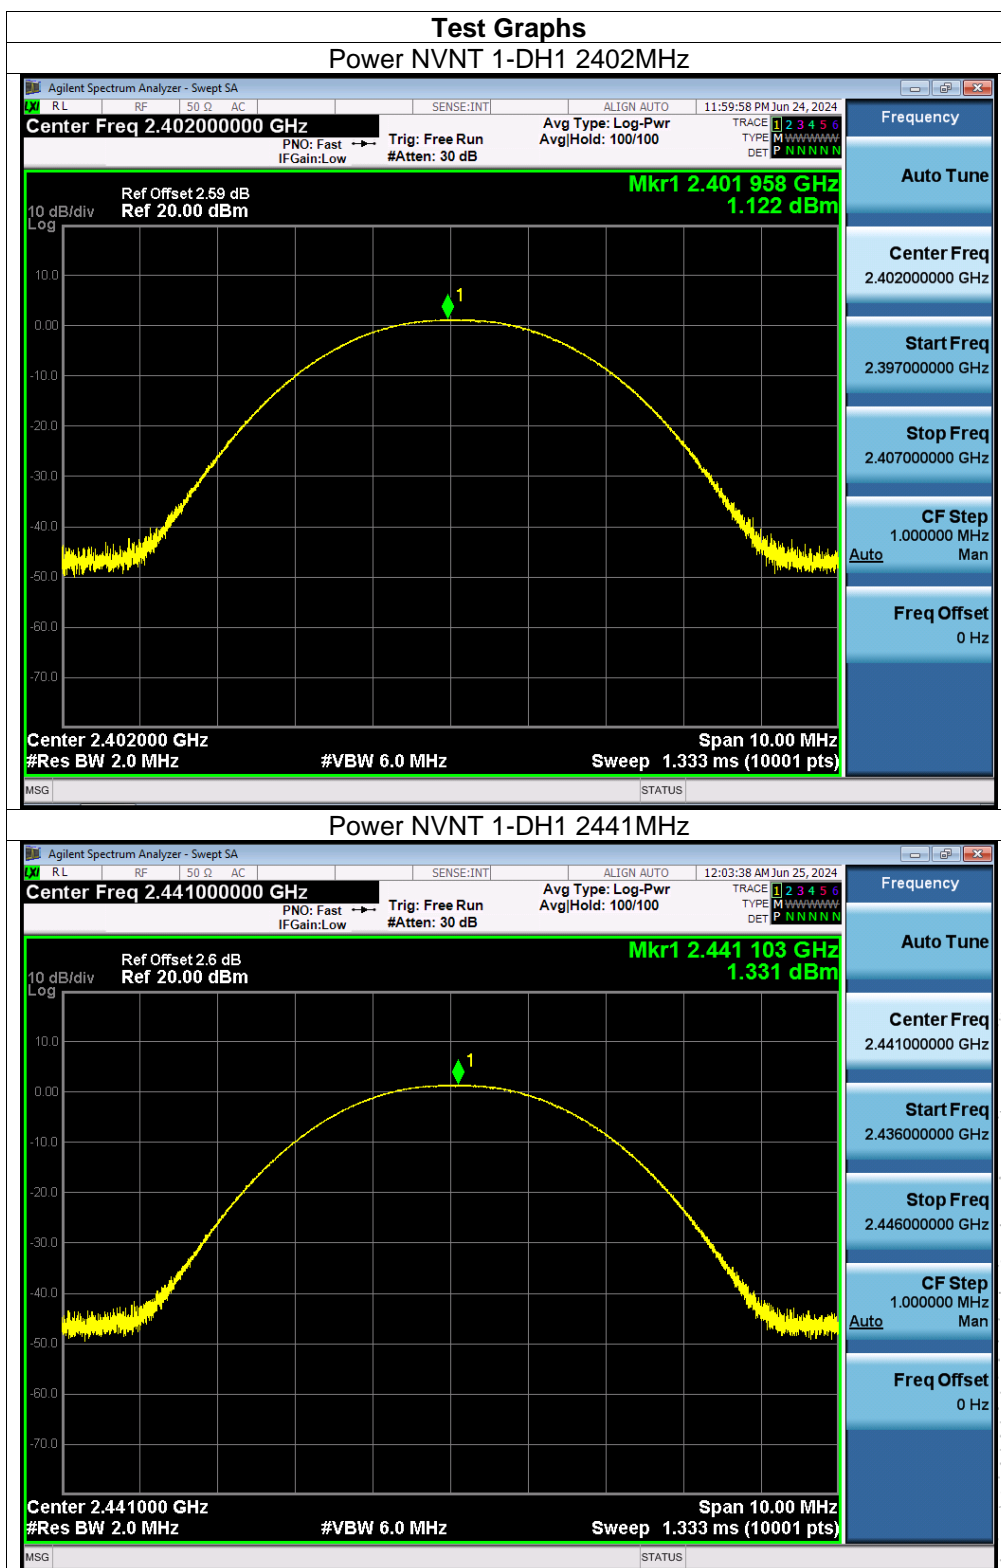 Test Graphs
Power NVNT 1-DH1 2402MHz
Agilent Spectrum Analyzer - Swept SA
LXI RL RF 50 Ω AC SENSE:INT ALIGN AUTO 11:59:58 PM Jun 24, 2024
Center Freq 2.402000000 GHz
PNO: Fast
IFGain:Low
Trig: Free Run
#Atten: 30 dB
Avg Type: Log-Pwr
Avg|Hold: 100/100
TRACE 1 2 3 4 5 6
TYPE M W W W W W
DET P N N N N N
Frequency
Mkr1 2.401 958 GHz
1.122 dBm
Ref Offset 2.59 dB
10 dB/div Ref 20.00 dBm
Log
10.0
0.00
-10.0
-20.0
-30.0
-40.0
-50.0
-60.0
-70.0
1
Center 2.402000 GHz Span 10.00 MHz
#Res BW 2.0 MHz #VBW 6.0 MHz Sweep 1.333 ms (10001 pts)
Auto Tune
Center Freq
2.402000000 GHz
Start Freq
2.397000000 GHz
Stop Freq
2.407000000 GHz
CF Step
1.000000 MHz
Auto Man
Freq Offset
0 Hz
MSG STATUS
Power NVNT 1-DH1 2441MHz
Agilent Spectrum Analyzer - Swept SA
LXI RL RF 50 Ω AC SENSE:INT ALIGN AUTO 12:03:38 AM Jun 25, 2024
Center Freq 2.441000000 GHz
PNO: Fast
IFGain:Low
Trig: Free Run
#Atten: 30 dB
Avg Type: Log-Pwr
Avg|Hold: 100/100
TRACE 1 2 3 4 5 6
TYPE M W W W W W
DET P N N N N N
Frequency
Mkr1 2.441 103 GHz
1.331 dBm
Ref Offset 2.6 dB
10 dB/div Ref 20.00 dBm
Log
10.0
0.00
-10.0
-20.0
-30.0
-40.0
-50.0
-60.0
-70.0
1
Center 2.441000 GHz Span 10.00 MHz
#Res BW 2.0 MHz #VBW 6.0 MHz Sweep 1.333 ms (10001 pts)
Auto Tune
Center Freq
2.441000000 GHz
Start Freq
2.436000000 GHz
Stop Freq
2.446000000 GHz
CF Step
1.000000 MHz
Auto Man
Freq Offset
0 Hz
MSG STATUS